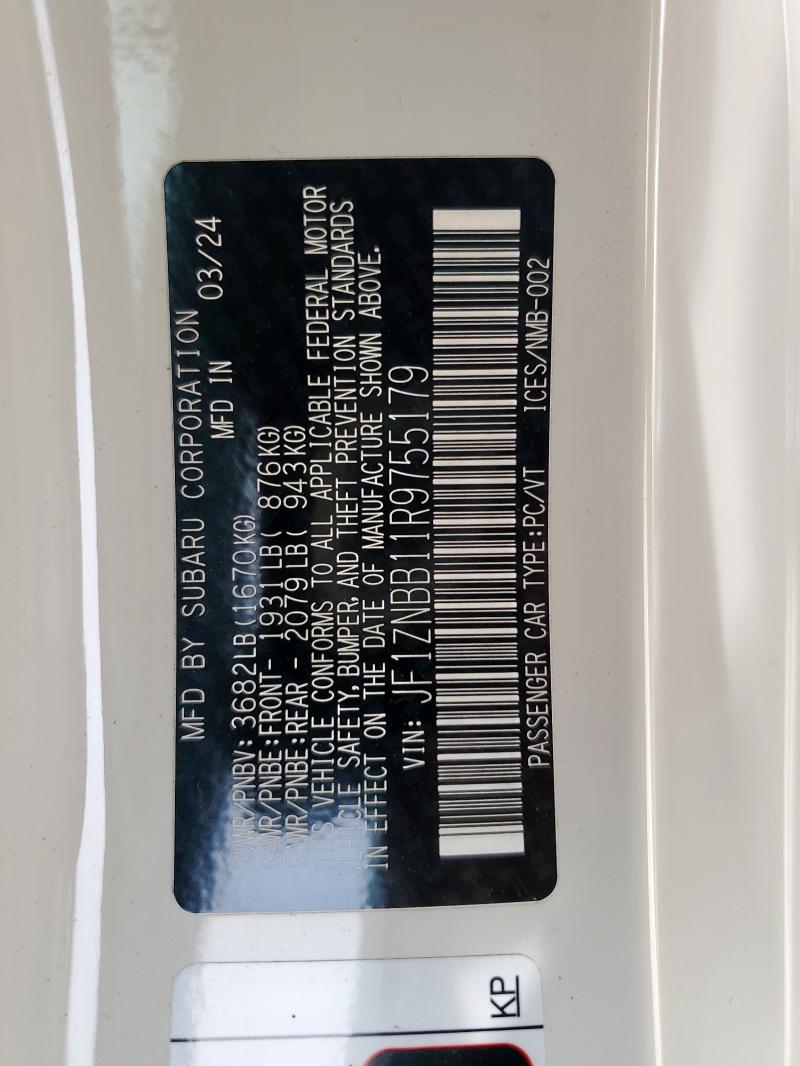 MFD BY SUBARU CORPORATION
MFD IN 03/24
GVWR/PNBV: 3682LB(1670KG)
GAWR/PNBE:FRONT- 1931LB( 876KG)
GAWR/PNBE:REAR - 2079LB( 943KG)
THIS VEHICLE CONFORMS TO ALL APPLICABLE FEDERAL MOTOR
VEHICLE SAFETY, BUMPER, AND THEFT PREVENTION STANDARDS
IN EFFECT ON THE DATE OF MANUFACTURE SHOWN ABOVE.
VIN: JF1ZNBB11R9755179
PASSENGER CAR TYPE:PC/VT ICES/NMB-002
KP